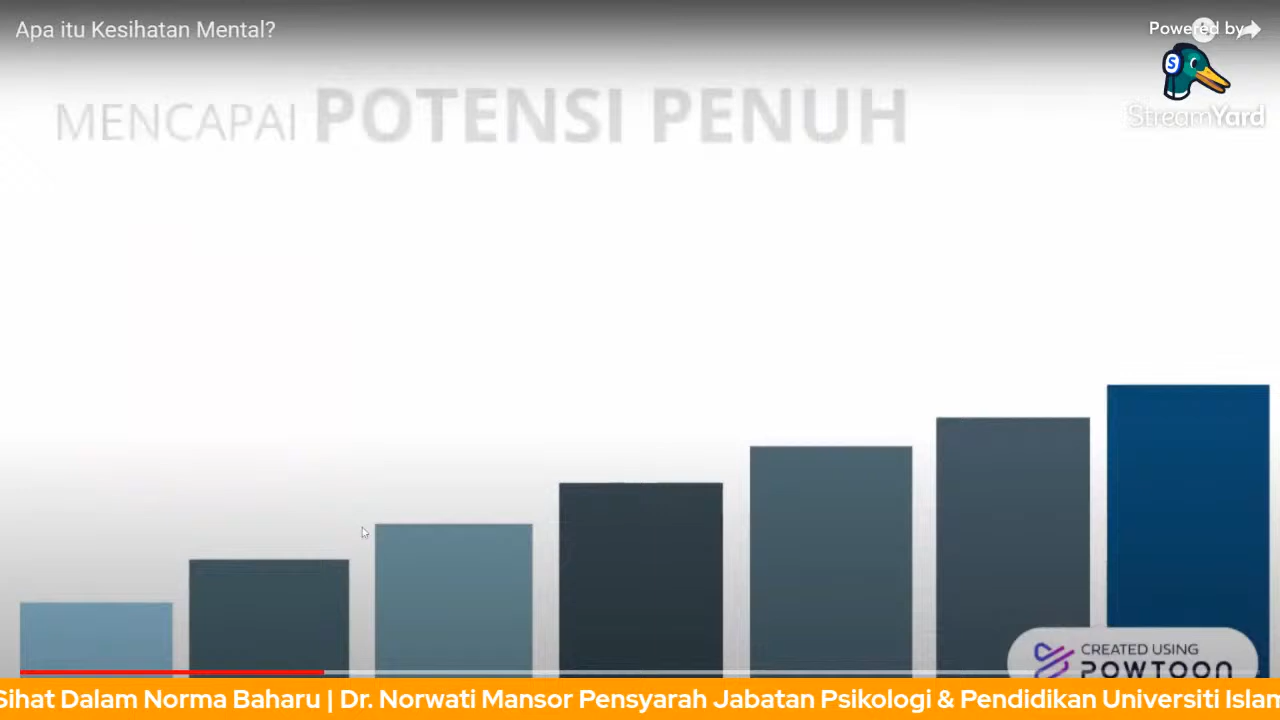 Apa itu Kesihatan Mental?
Powered by
StreamYard
MENCAPAI POTENSI PENUH
CREATED USING
POWTOON
Sihat Dalam Norma Baharu | Dr. Norwati Mansor Pensyarah Jabatan Psikologi & Pendidikan Universiti